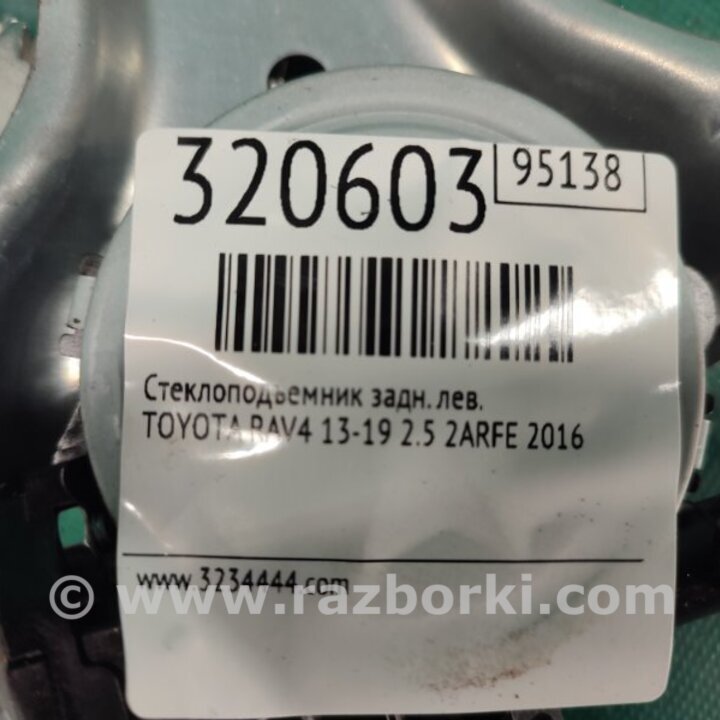 320603
95138
Стеклоподъемник задн. лев.
TOYOTA RAV4 13-19 2.5 2ARFE 2016
www.3234444.com
© www.razborki.com